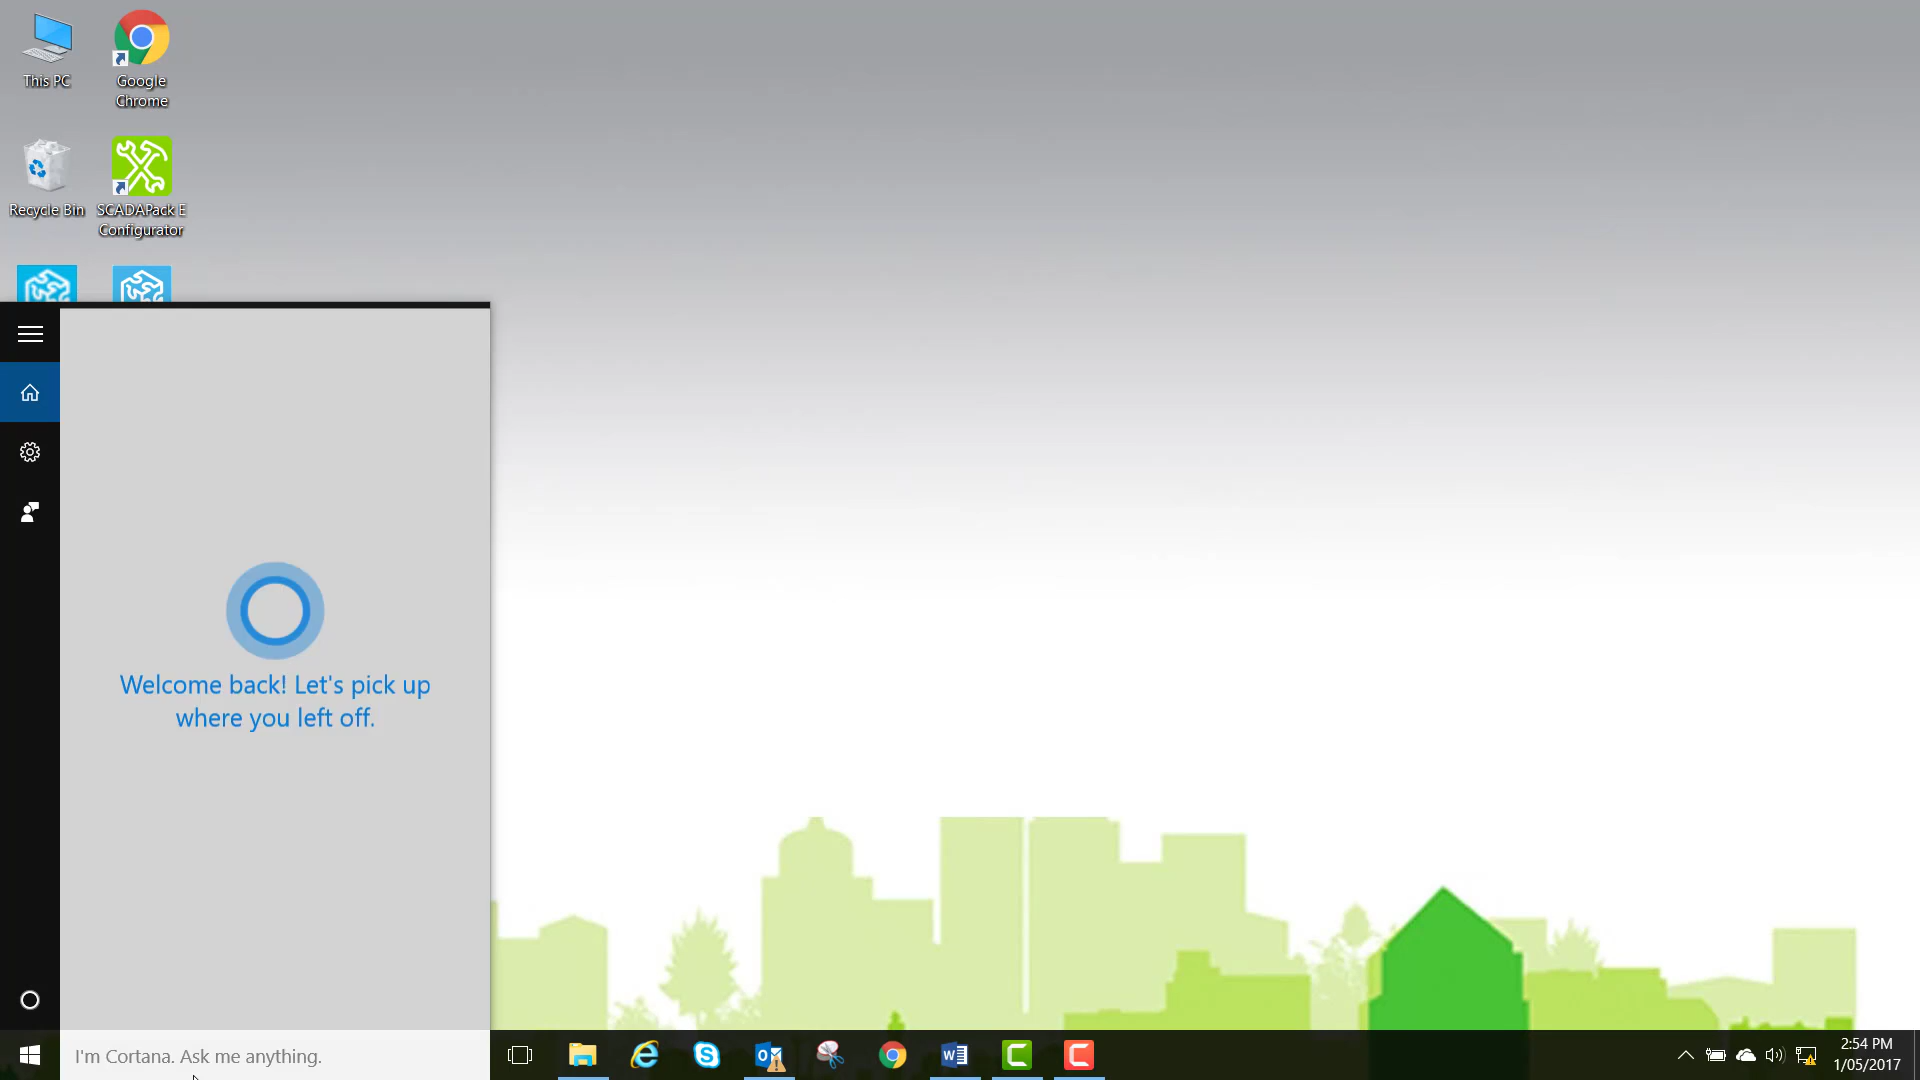 This PC
Google
Chrome
Recycle Bin
SCADAPack E
Configurator
Welcome back! Let's pick up
where you left off.
I'm Cortana. Ask me anything.
2:54 PM
1/05/2017